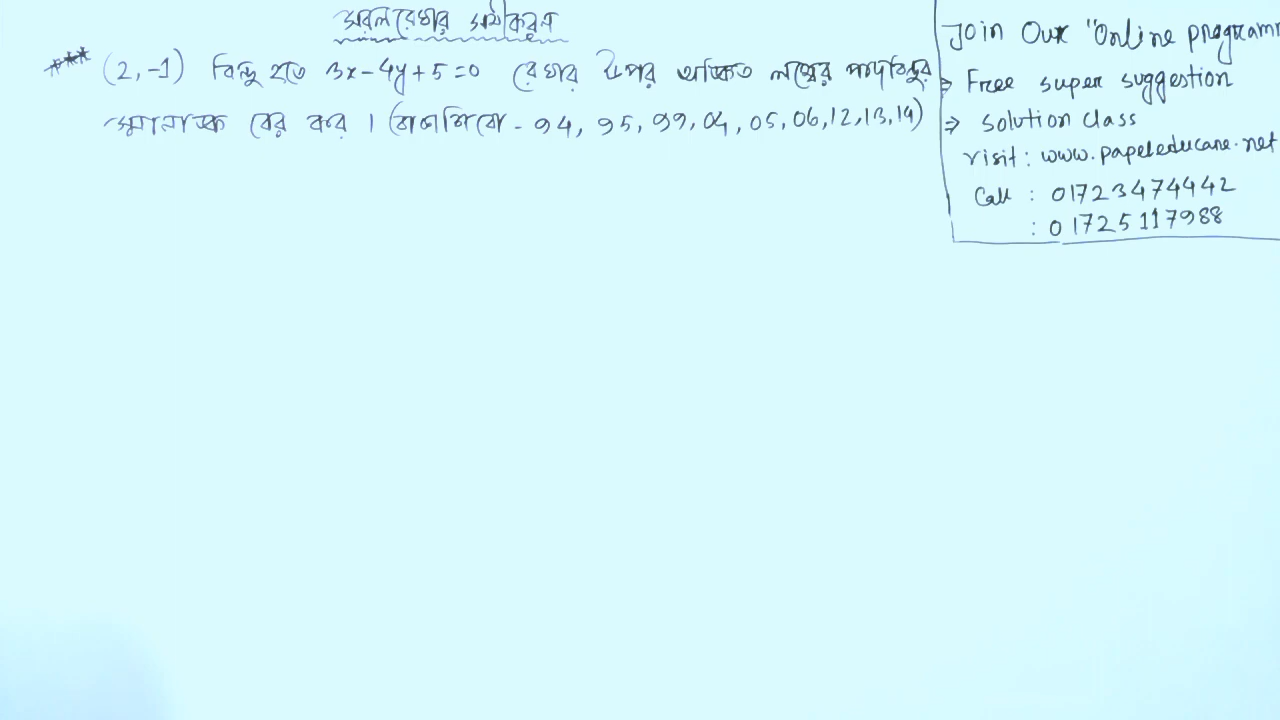 সরলরেখার সমীকরণ
*** (2, -1) বিন্দু হতে 3x - 4y + 5 = 0 রেখার উপর অঙ্কিত লম্বের পাদবিন্দুর
স্থানাঙ্ক বের কর । (বাকাশিবো - 94, 95, 99, 04, 05, 06, 12, 13, 14)
Join Our "Online programm
⇒ Free super suggestion
⇒ solution class
visit : www.papeleducare.net
Call : 01723474442
: 01725117988